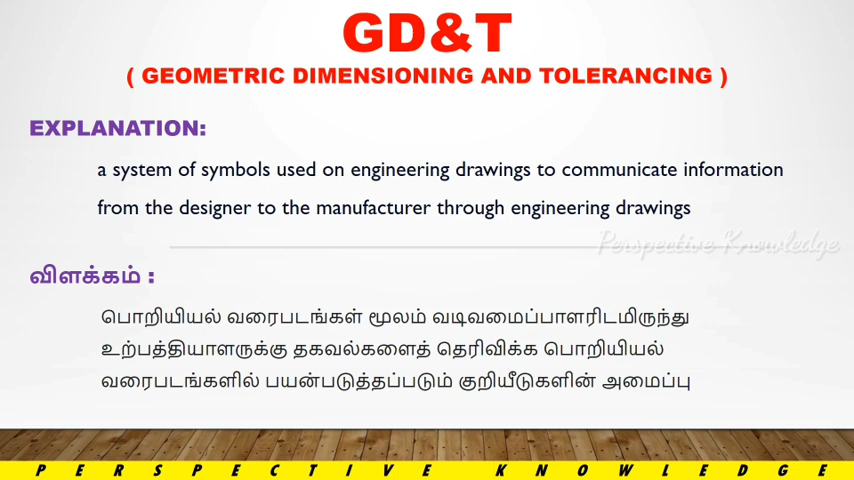 GD&T
( GEOMETRIC DIMENSIONING AND TOLERANCING )
EXPLANATION:
a system of symbols used on engineering drawings to communicate information
from the designer to the manufacturer through engineering drawings
Perspective Knowledge
விளக்கம் :
பொறியியல் வரைபடங்கள் மூலம் வடிவமைப்பாளரிடமிருந்து
உற்பத்தியாளருக்கு தகவல்களைத் தெரிவிக்க பொறியியல்
வரைபடங்களில் பயன்படுத்தப்படும் குறியீடுகளின் அமைப்பு
PERSPECTIVE KNOWLEDGE